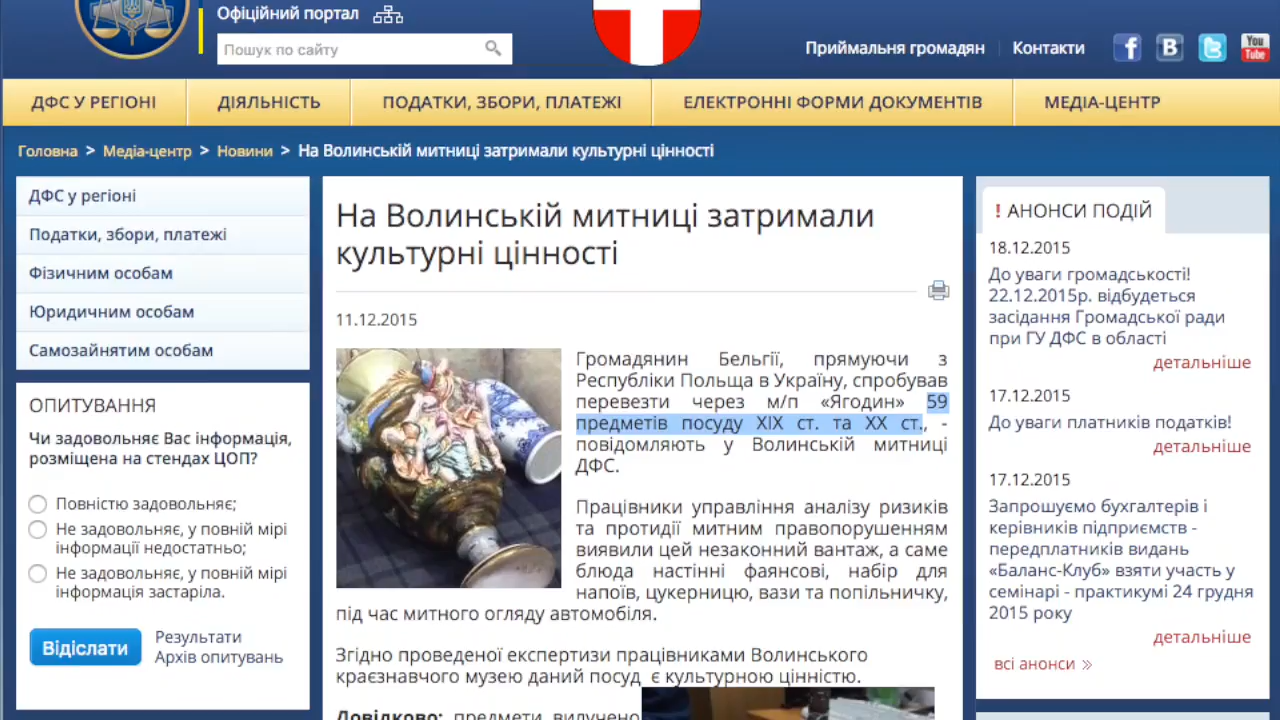 Офіційний портал
Пошук по сайту
Приймальня громадян
Контакти
You
Tube
ДФС У РЕГІОНІ
ДІЯЛЬНІСТЬ
ПОДАТКИ, ЗБОРИ, ПЛАТЕЖІ
ЕЛЕКТРОННІ ФОРМИ ДОКУМЕНТІВ
МЕДІА-ЦЕНТР
Головна > Медіа-центр > Новини > На Волинській митниці затримали культурні цінності
ДФС у регіоні
Податки, збори, платежі
Фізичним особам
Юридичним особам
Самозайнятим особам
ОПИТУВАННЯ
Чи задовольняє Вас інформація,
розміщена на стендах ЦОП?
Повністю задовольняє;
Не задовольняє, у повній мірі
інформації недостатньо;
Не задовольняє, у повній мірі
інформація застаріла.
Відіслати
Результати
Архів опитувань
На Волинській митниці затримали
культурні цінності
11.12.2015
Громадянин Бельгії, прямуючи з
Республіки Польща в Україну, спробував
перевезти через м/п «Ягодин» 59
предметів посуду XIX ст. та XX ст., -
повідомляють у Волинській митниці
ДФС.
Працівники управління аналізу ризиків
та протидії митним правопорушенням
виявили цей незаконний вантаж, а саме
блюда настінні фаянсові, набір для
напоїв, цукерницю, вази та попільничку,
під час митного огляду автомобіля.
Згідно проведеної експертизи працівниками Волинського
краєзнавчого музею даний посуд є культурною цінністю.
Довідково: предмети вилучено
! АНОНСИ ПОДІЙ
18.12.2015
До уваги громадськості!
22.12.2015р. відбудеться
засідання Громадської ради
при ГУ ДФС в області
детальніше
17.12.2015
До уваги платників податків!
детальніше
17.12.2015
Запрошуємо бухгалтерів і
керівників підприємств -
передплатників видань
«Баланс-Клуб» взяти участь у
семінарі - практикумі 24 грудня
2015 року
детальніше
всі анонси »